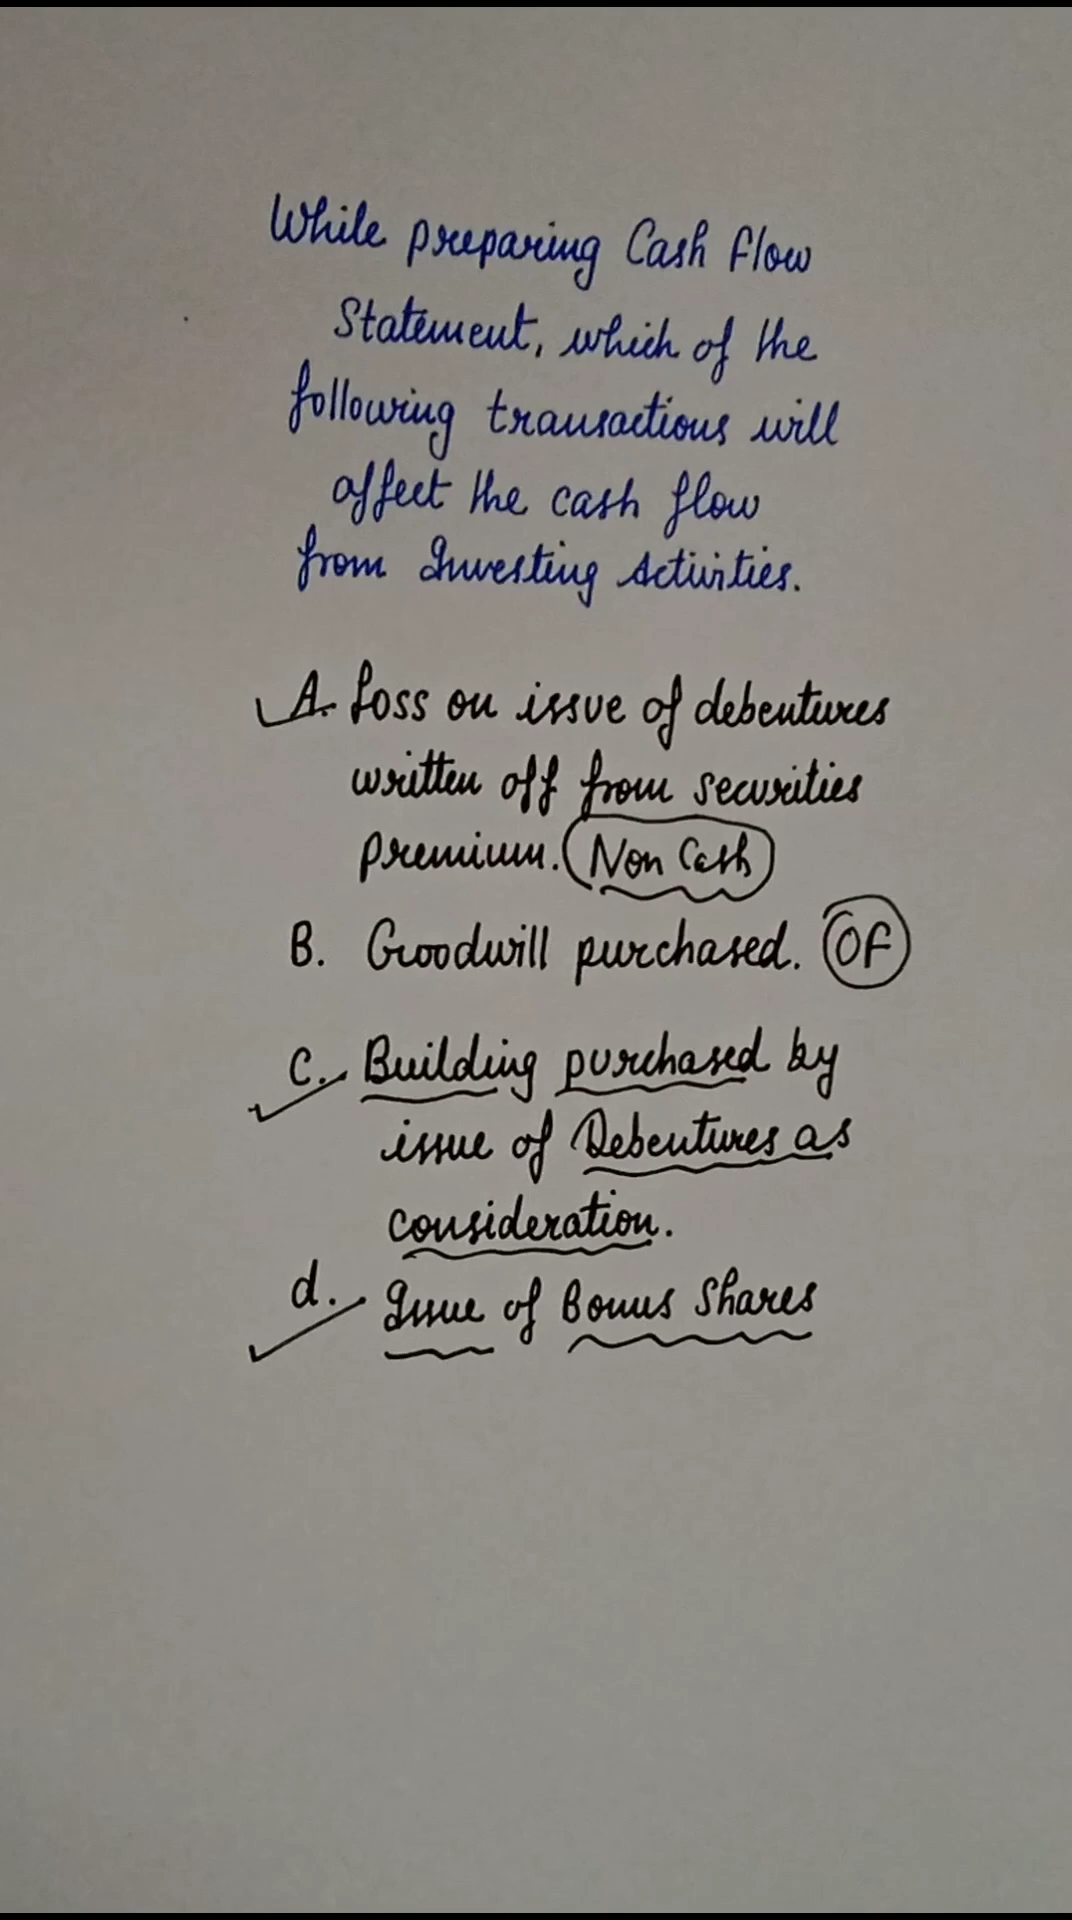 While preparing Cash flow
Statement, which of the
following transactions will
affect the cash flow
from Investing Activities.
A. Loss on issue of debentures
written off from securities
premium. Non Cash
B. Goodwill purchased. OF
C. Building purchased by
issue of Debentures as
consideration.
d. Issue of Bonus Shares